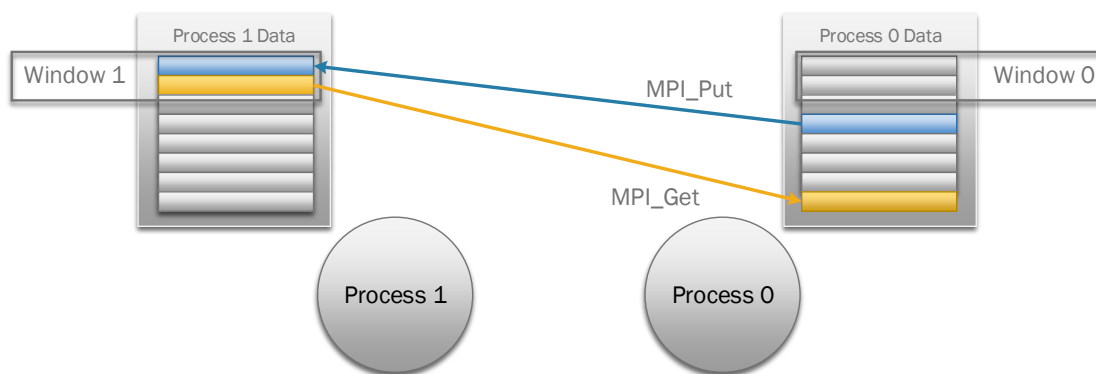 Process 1 Data
Process 0 Data
Window 1
Window 0
MPI_Put
MPI_Get
Process 1
Process 0